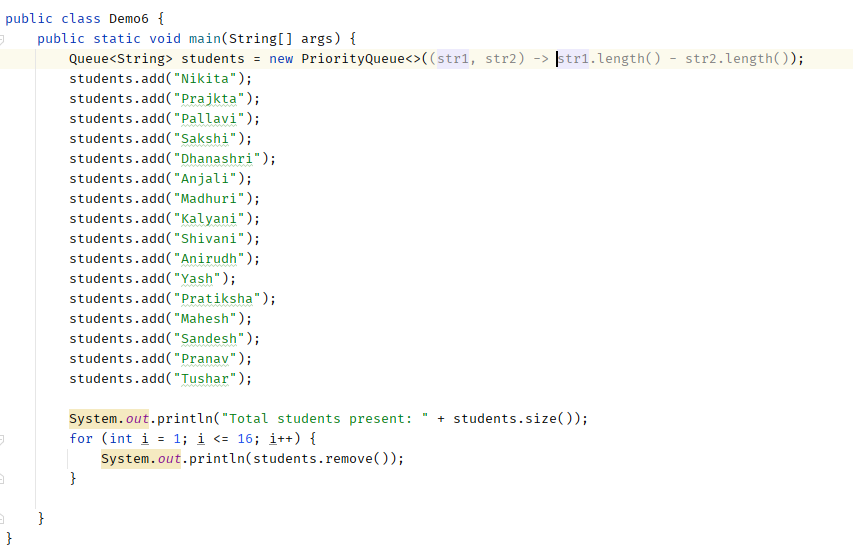 public class Demo6 {
    public static void main(String[] args) {
        Queue<String> students = new PriorityQueue<>((str1, str2) -> str1.length() - str2.length());
        students.add("Nikita");
        students.add("Prajkta");
        students.add("Pallavi");
        students.add("Sakshi");
        students.add("Dhanashri");
        students.add("Anjali");
        students.add("Madhuri");
        students.add("Kalyani");
        students.add("Shivani");
        students.add("Anirudh");
        students.add("Yash");
        students.add("Pratiksha");
        students.add("Mahesh");
        students.add("Sandesh");
        students.add("Pranav");
        students.add("Tushar");
        System.out.println("Total students present: " + students.size());
        for (int i = 1; i <= 16; i++) {
            System.out.println(students.remove());
        }
    }
}